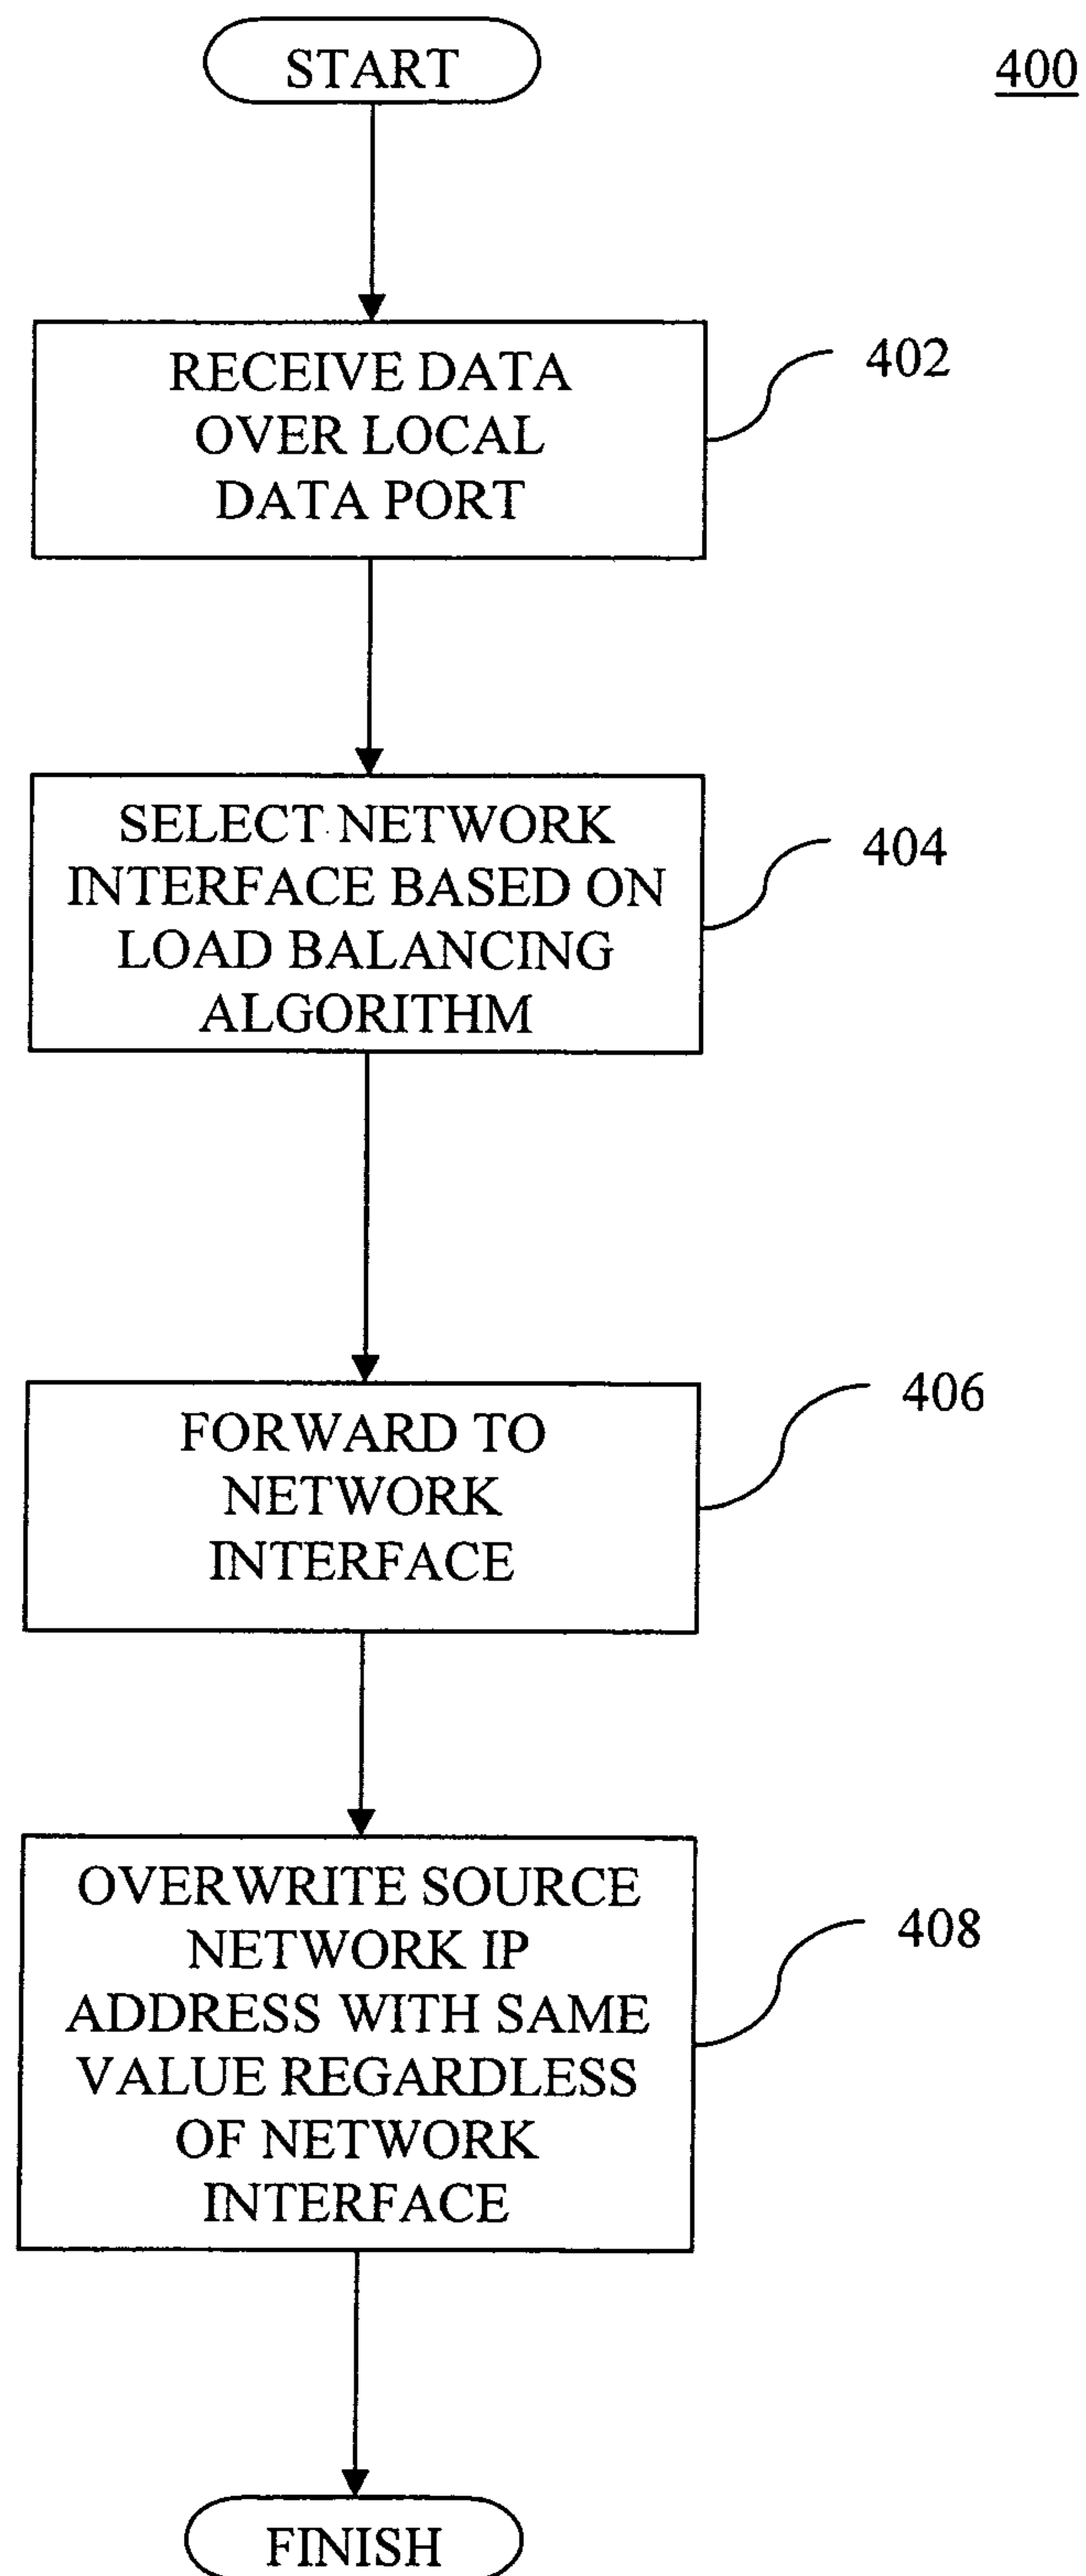 START
400
RECEIVE DATA
OVER LOCAL
DATA PORT
402
SELECT NETWORK
INTERFACE BASED ON
LOAD BALANCING
ALGORITHM
404
FORWARD TO
NETWORK
INTERFACE
406
OVERWRITE SOURCE
NETWORK IP
ADDRESS WITH SAME
VALUE REGARDLESS
OF NETWORK
INTERFACE
408
FINISH